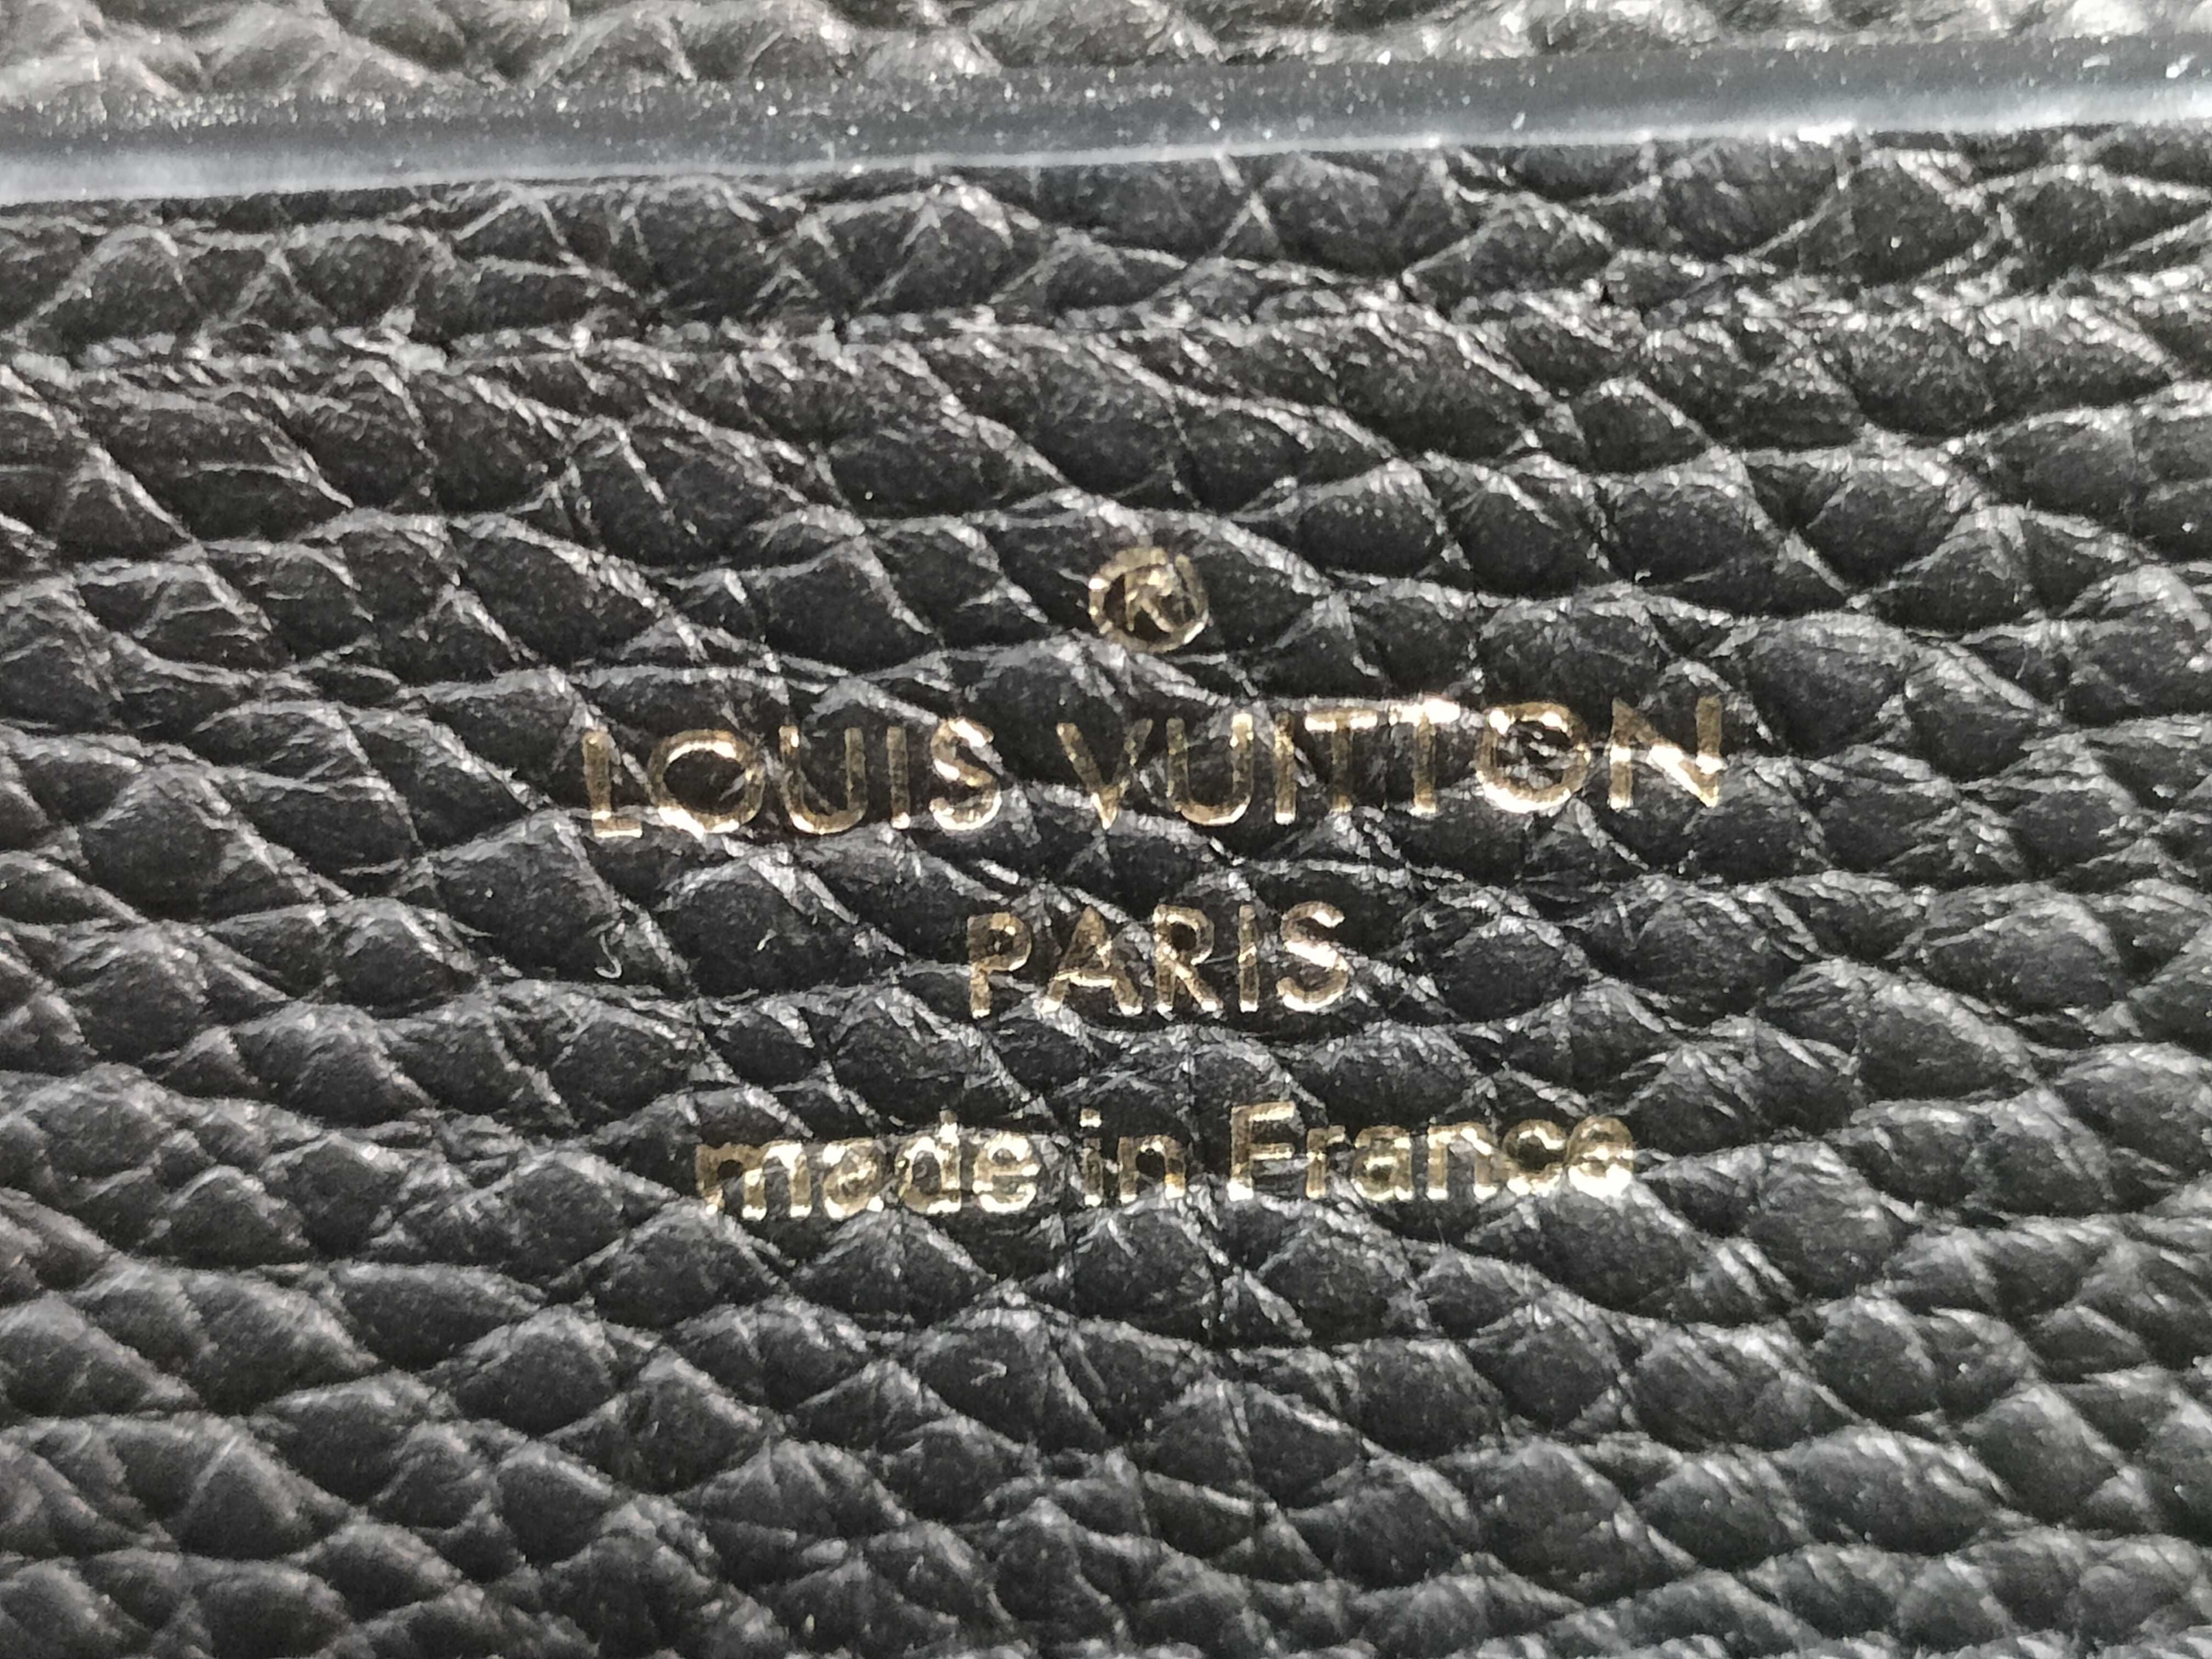 ®
LOUIS VUITTON
PARIS
made in France